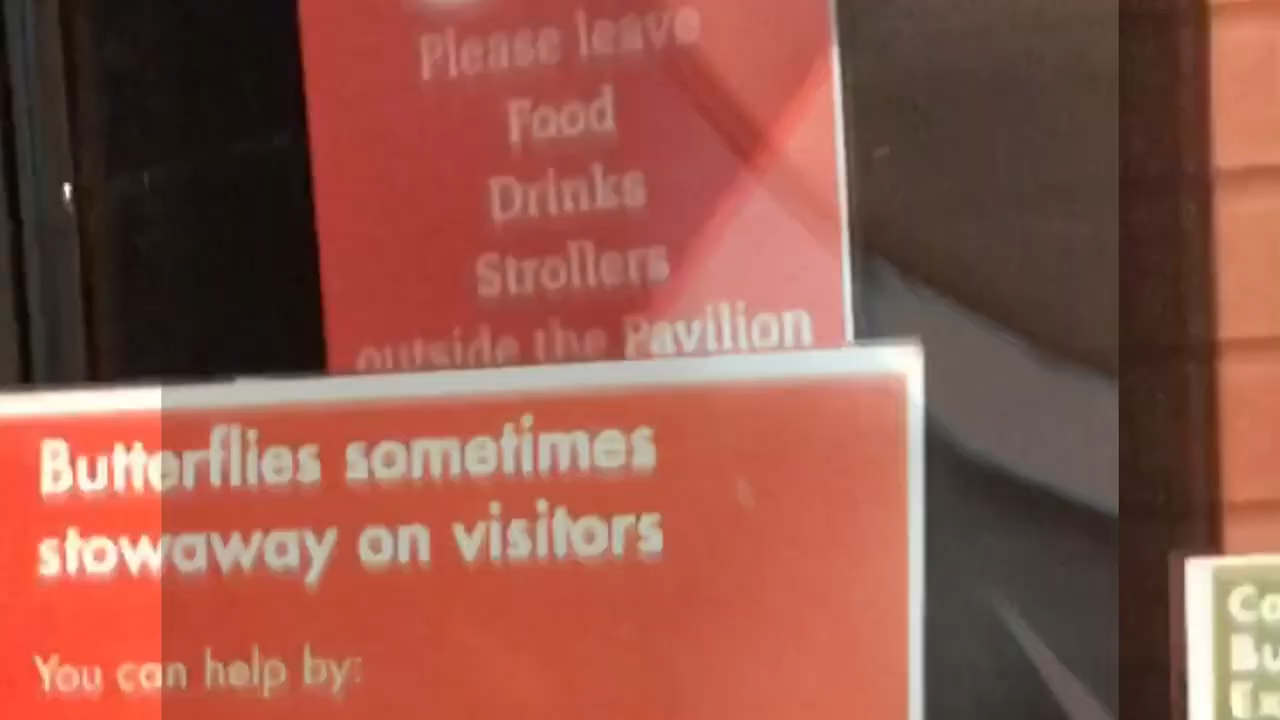 Please leave
Food
Drinks
Strollers
outside the Pavilion
Butterflies sometimes
stowaway on visitors
You can help by: